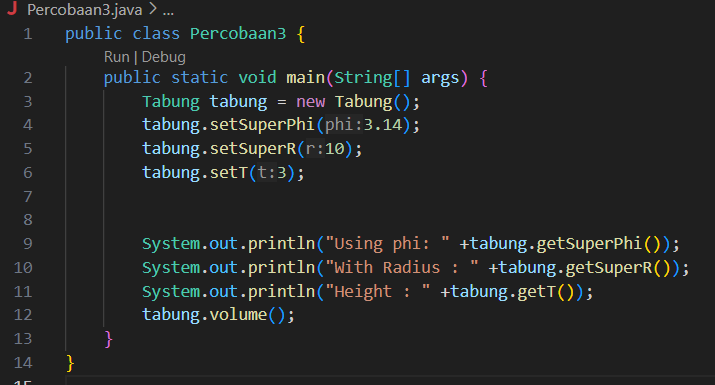 J Percobaan3.java > ...
1 public class Percobaan3 {
Run | Debug
2 public static void main(String[] args) {
3 Tabung tabung = new Tabung();
4 tabung.setSuperPhi(phi:3.14);
5 tabung.setSuperR(r:10);
6 tabung.setT(t:3);
7
8
9 System.out.println("Using phi: " +tabung.getSuperPhi());
10 System.out.println("With Radius : " +tabung.getSuperR());
11 System.out.println("Height : " +tabung.getT());
12 tabung.volume();
13 }
14 }
15